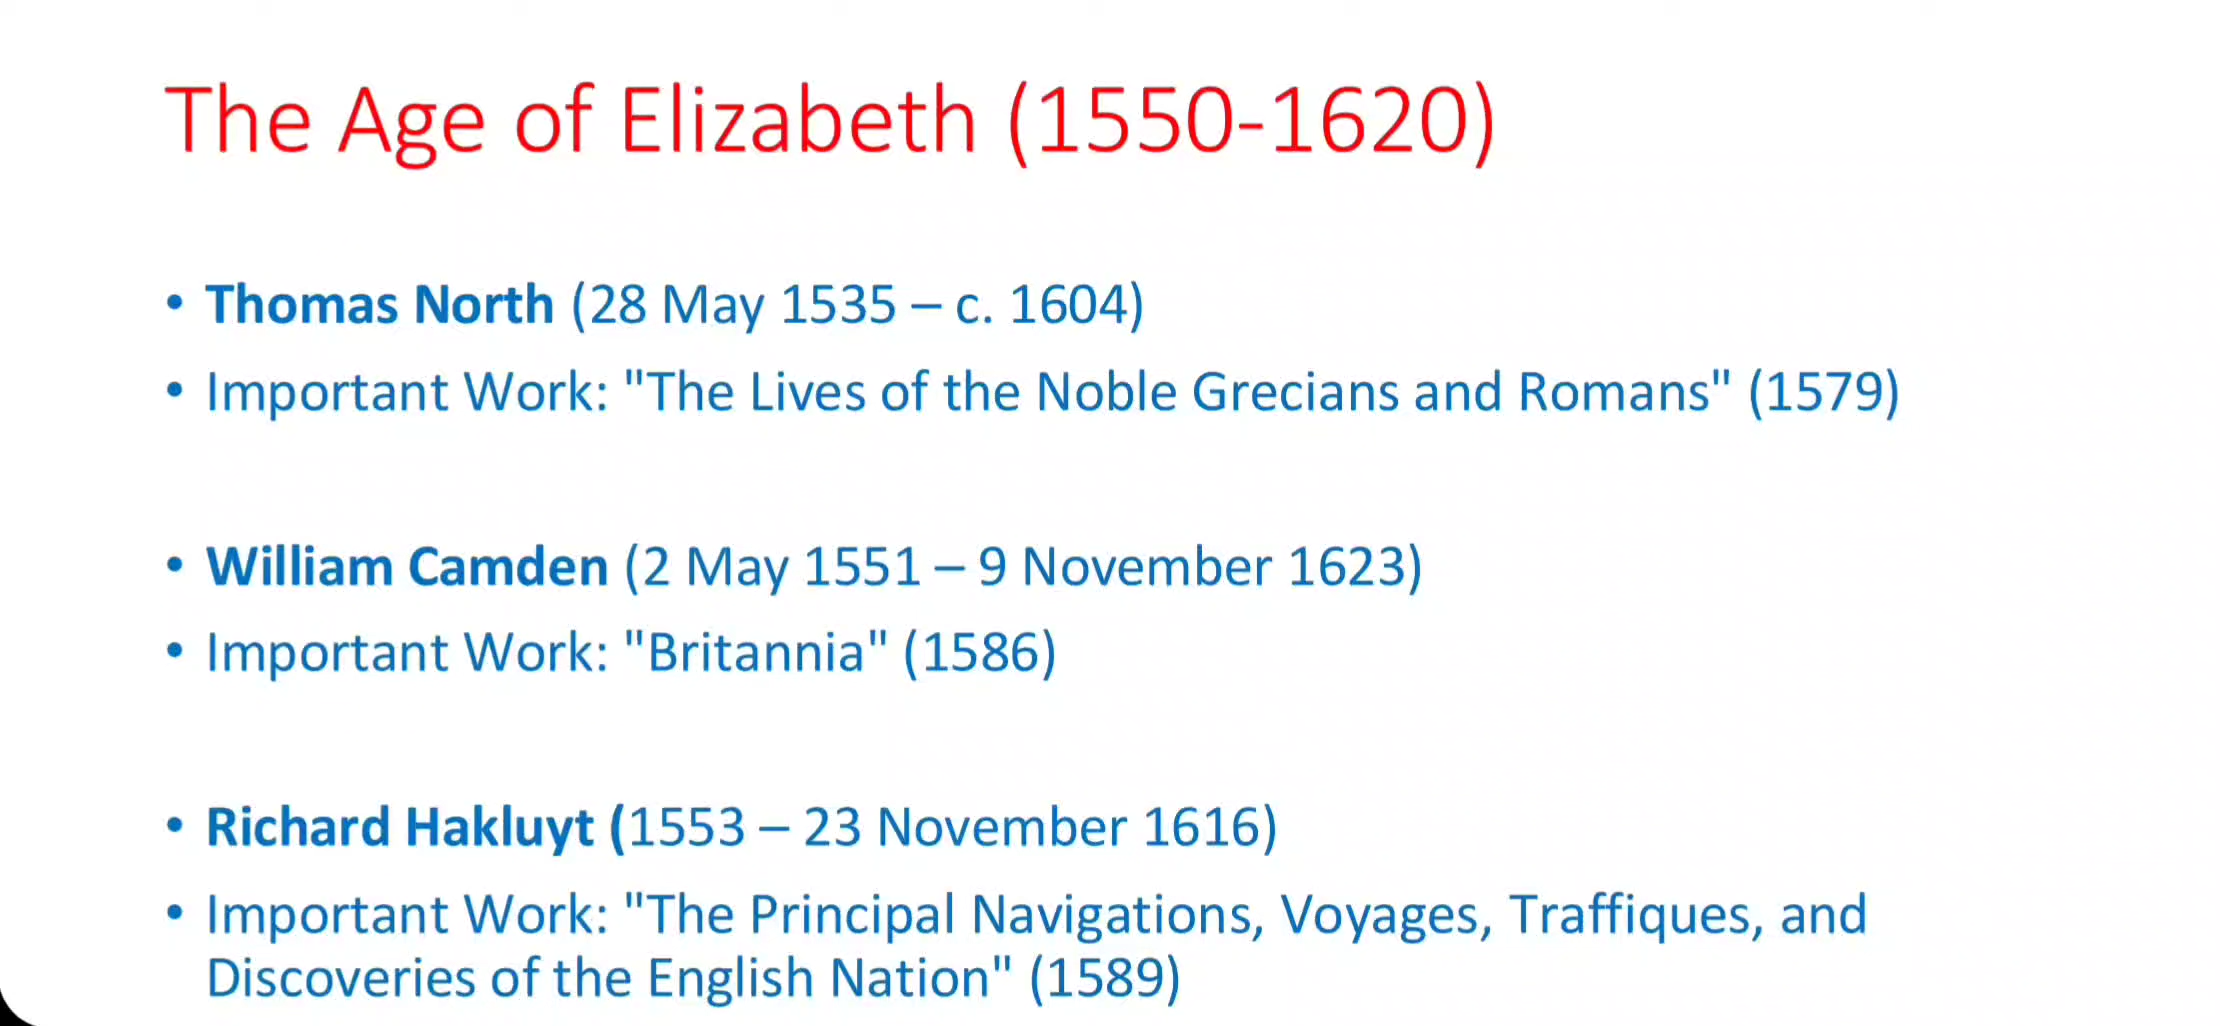 The Age of Elizabeth (1550-1620)
• Thomas North (28 May 1535 – c. 1604)
• Important Work: "The Lives of the Noble Grecians and Romans" (1579)
• William Camden (2 May 1551 – 9 November 1623)
• Important Work: "Britannia" (1586)
• Richard Hakluyt (1553 – 23 November 1616)
• Important Work: "The Principal Navigations, Voyages, Traffiques, and
Discoveries of the English Nation" (1589)